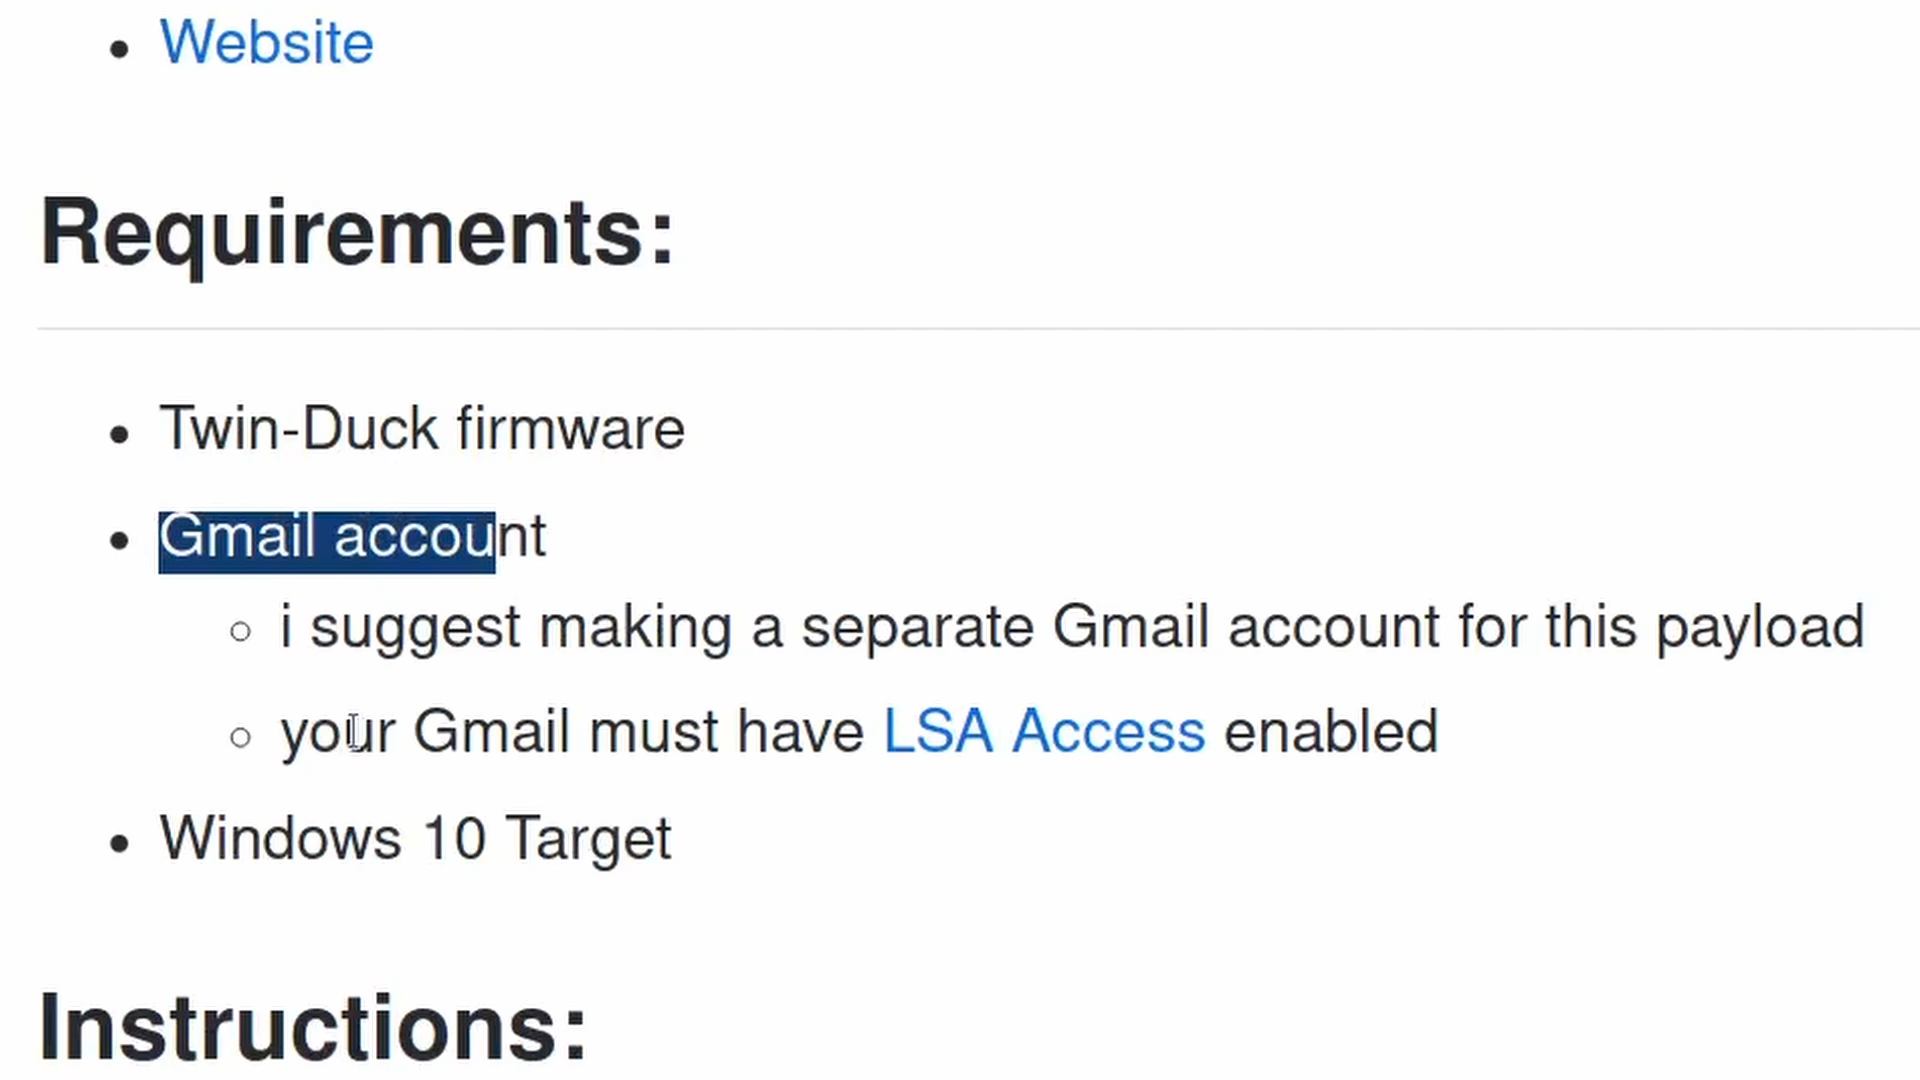 Website
Requirements:
Twin-Duck firmware
Gmail account
i suggest making a separate Gmail account for this payload
your Gmail must have LSA Access enabled
Windows 10 Target
Instructions: